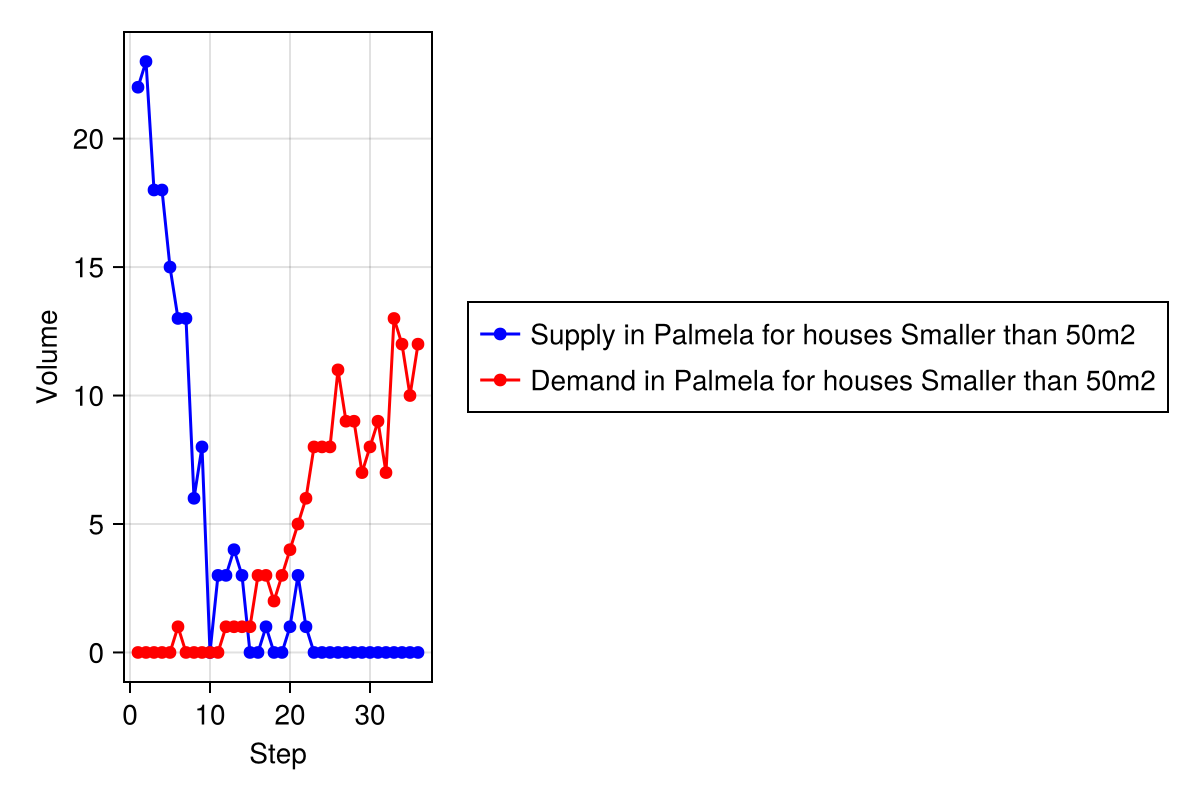 20
15
10
5
0
Volume
0 10 20 30
Step
Supply in Palmela for houses Smaller than 50m2
Demand in Palmela for houses Smaller than 50m2